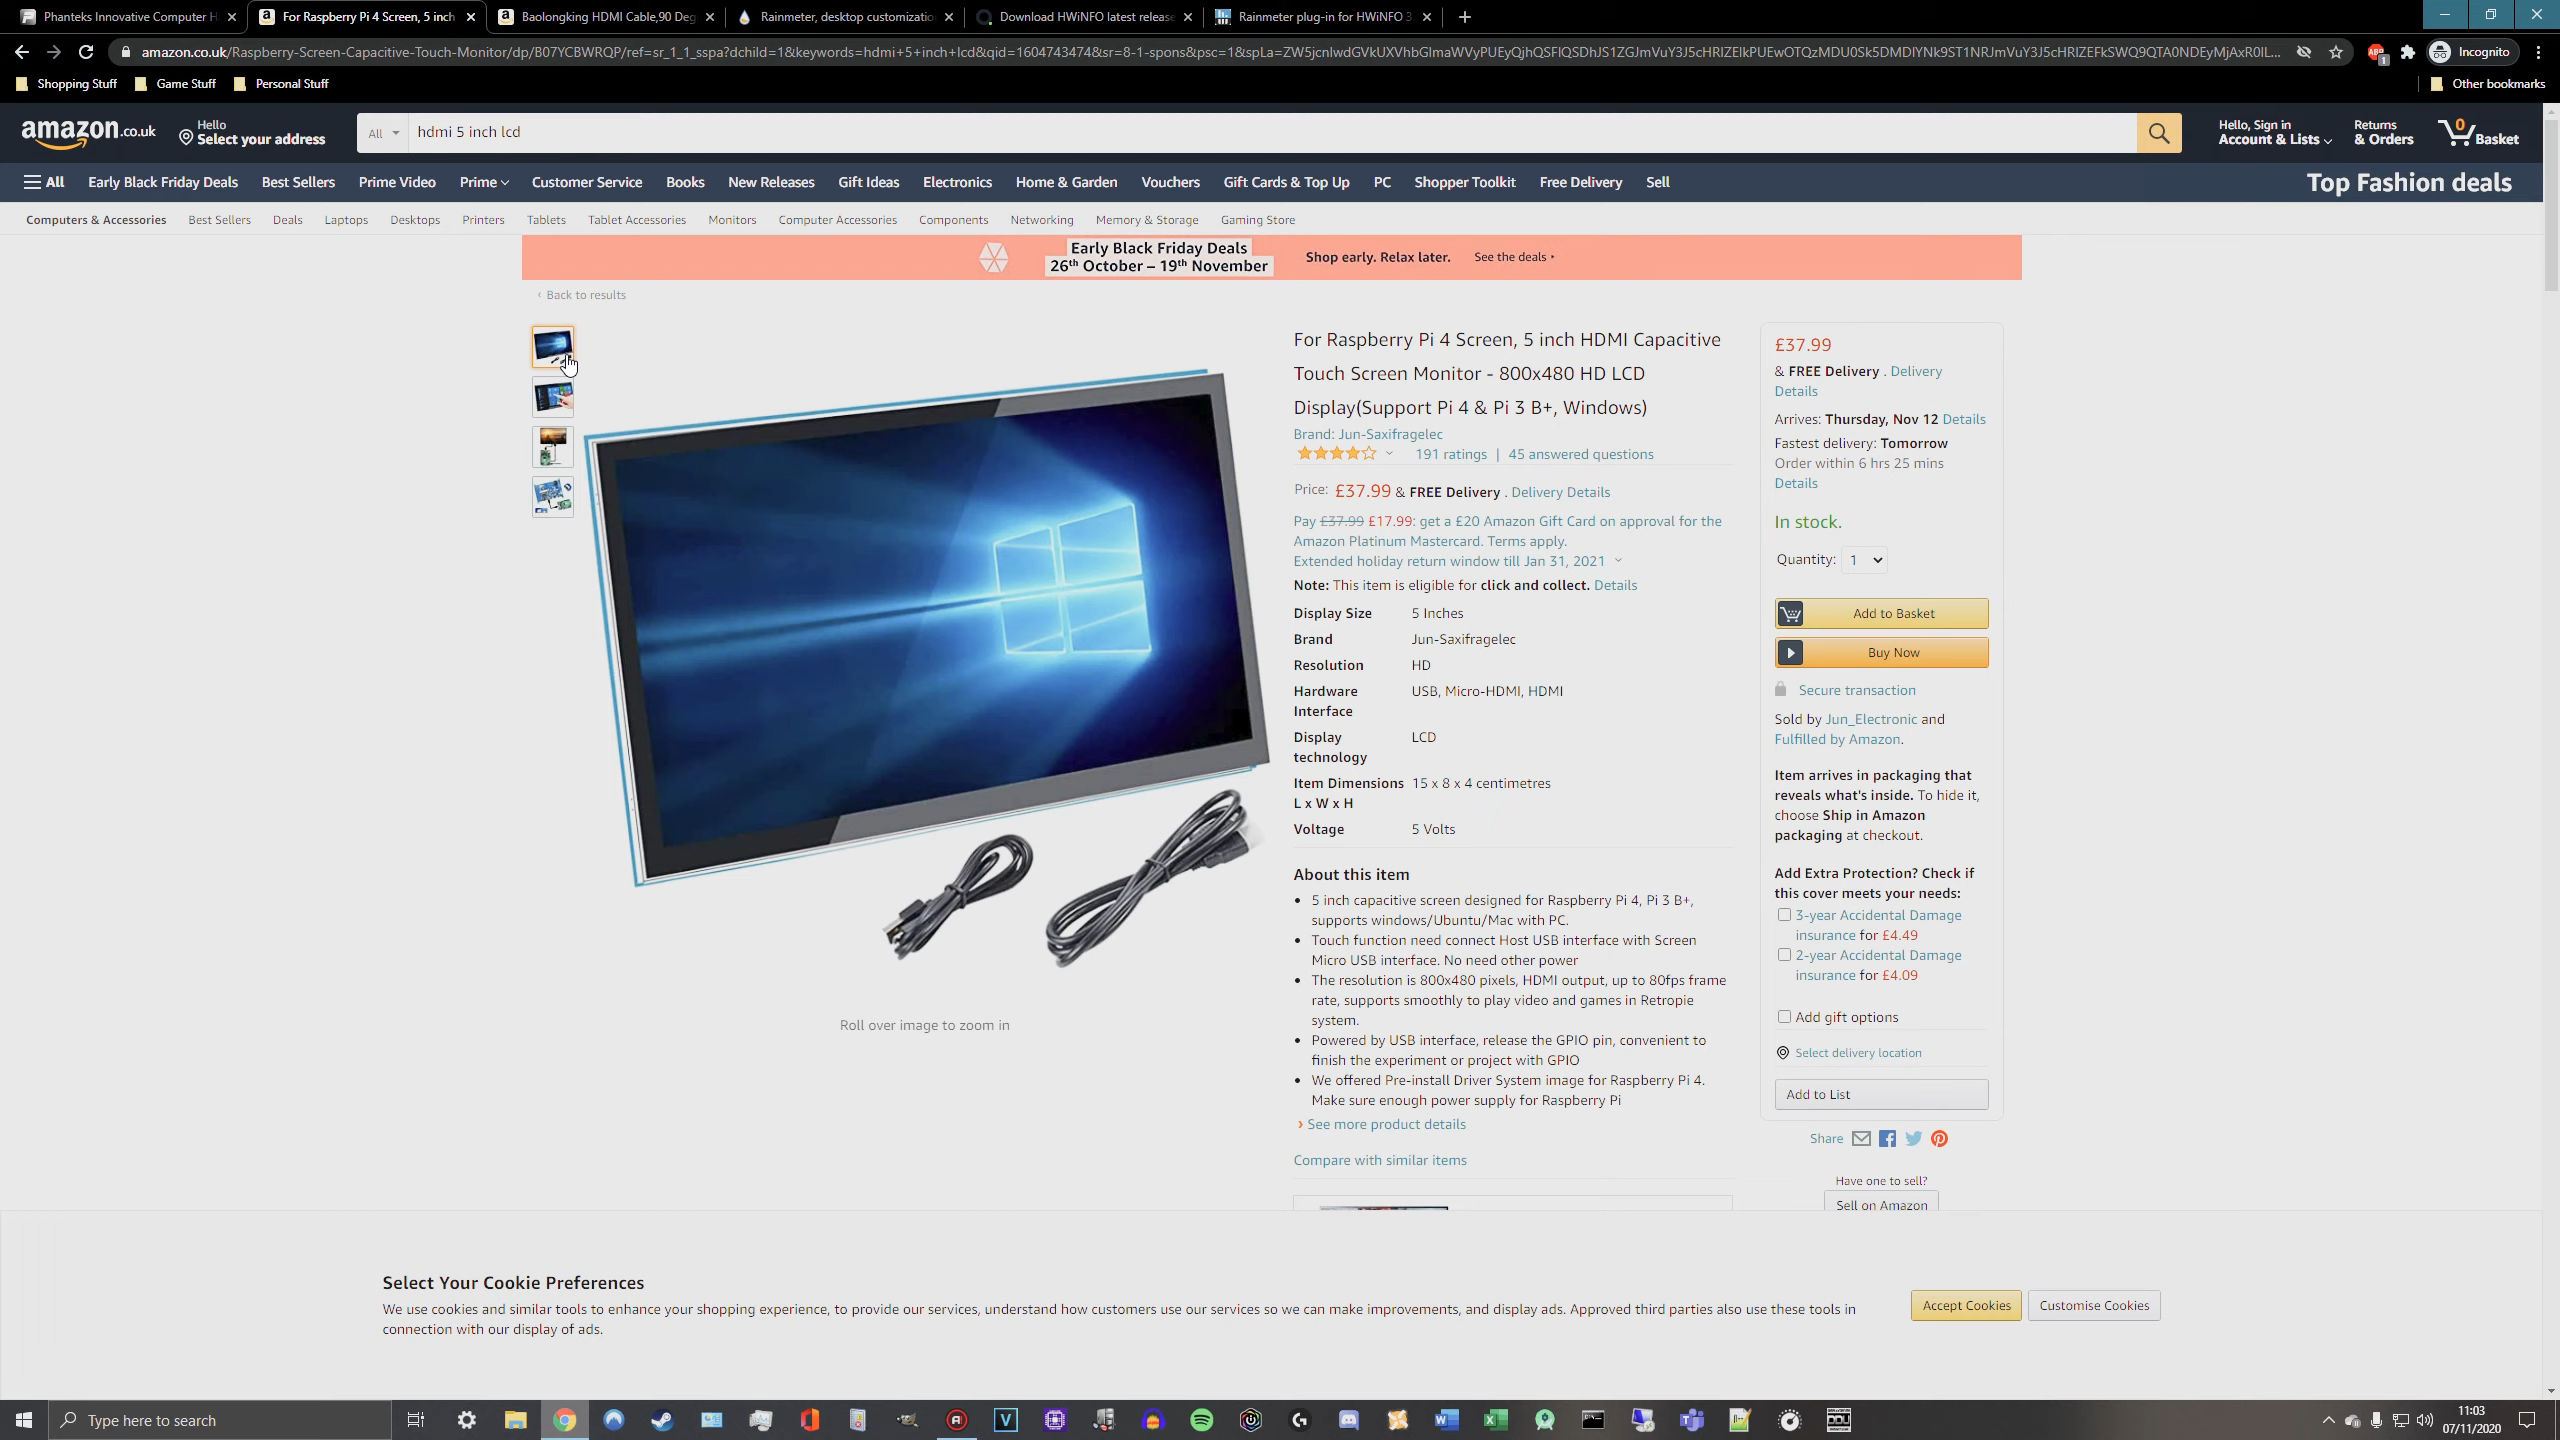 Phanteks Innovative Computer H
For Raspberry Pi 4 Screen, 5 inch
Baolongking HDMI Cable,90 Deg
Rainmeter, desktop customizatio
Download HWiNFO latest release
Rainmeter plug-in for HWiNFO 3
Incognito
Shopping Stuff
Game Stuff
Personal Stuff
Other bookmarks
amazon.co.uk
Hello
Select your address
All
hdmi 5 inch lcd
Hello, Sign in
Account & Lists
Returns
& Orders
0
Basket
All
Early Black Friday Deals
Best Sellers
Prime Video
Prime
Customer Service
Books
New Releases
Gift Ideas
Electronics
Home & Garden
Vouchers
Gift Cards & Top Up
PC
Shopper Toolkit
Free Delivery
Sell
Top Fashion deals
Computers & Accessories
Best Sellers
Deals
Laptops
Desktops
Printers
Tablets
Tablet Accessories
Monitors
Computer Accessories
Components
Networking
Memory & Storage
Gaming Store
Early Black Friday Deals
26th October – 19th November
Shop early. Relax later.
See the deals ›
‹ Back to results
Roll over image to zoom in
For Raspberry Pi 4 Screen, 5 inch HDMI Capacitive
Touch Screen Monitor - 800x480 HD LCD
Display(Support Pi 4 & Pi 3 B+, Windows)
Brand: Jun-Saxifragelec
191 ratings | 45 answered questions
Price: £37.99 & FREE Delivery . Delivery Details
Pay £37.99 £17.99: get a £20 Amazon Gift Card on approval for the
Amazon Platinum Mastercard. Terms apply.
Extended holiday return window till Jan 31, 2021
Note: This item is eligible for click and collect. Details
Display Size 5 Inches
Brand Jun-Saxifragelec
Resolution HD
Hardware USB, Micro-HDMI, HDMI
Interface
Display LCD
technology
Item Dimensions 15 x 8 x 4 centimetres
L x W x H
Voltage 5 Volts
About this item
• 5 inch capacitive screen designed for Raspberry Pi 4, Pi 3 B+,
supports windows/Ubuntu/Mac with PC.
• Touch function need connect Host USB interface with Screen
Micro USB interface. No need other power
• The resolution is 800x480 pixels, HDMI output, up to 80fps frame
rate, supports smoothly to play video and games in Retropie
system.
• Powered by USB interface, release the GPIO pin, convenient to
finish the experiment or project with GPIO
• We offered Pre-install Driver System image for Raspberry Pi 4.
Make sure enough power supply for Raspberry Pi
› See more product details
Compare with similar items
£37.99
& FREE Delivery . Delivery
Details
Arrives: Thursday, Nov 12 Details
Fastest delivery: Tomorrow
Order within 6 hrs 25 mins
Details
In stock.
Quantity: 1
Add to Basket
Buy Now
Secure transaction
Sold by Jun_Electronic and
Fulfilled by Amazon.
Item arrives in packaging that
reveals what's inside. To hide it,
choose Ship in Amazon
packaging at checkout.
Add Extra Protection? Check if
this cover meets your needs:
3-year Accidental Damage
insurance for £4.49
2-year Accidental Damage
insurance for £4.09
Add gift options
Select delivery location
Add to List
Share
Have one to sell?
Sell on Amazon
Select Your Cookie Preferences
We use cookies and similar tools to enhance your shopping experience, to provide our services, understand how customers use our services so we can make improvements, and display ads. Approved third parties also use these tools in
connection with our display of ads.
Accept Cookies
Customise Cookies
Type here to search
11:03
07/11/2020